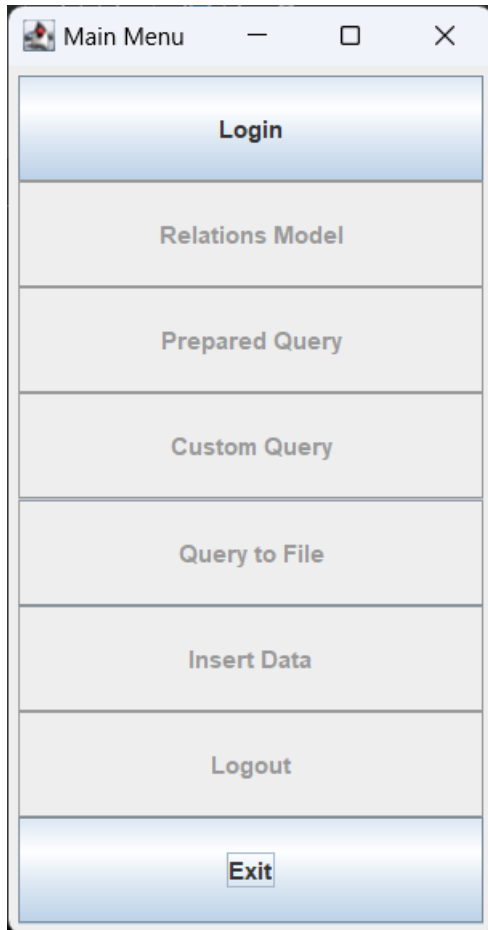 Main Menu
Login
Relations Model
Prepared Query
Custom Query
Query to File
Insert Data
Logout
Exit